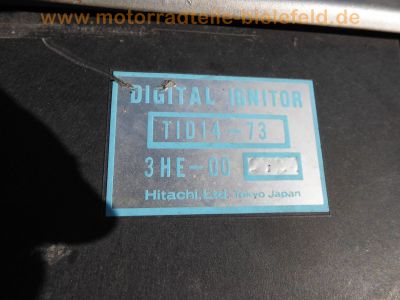 www.motorradteile-bielefeld.de
DIGITAL IGNITOR
TID14-73
3HE-00
Hitachi, Ltd. Tokyo Japan